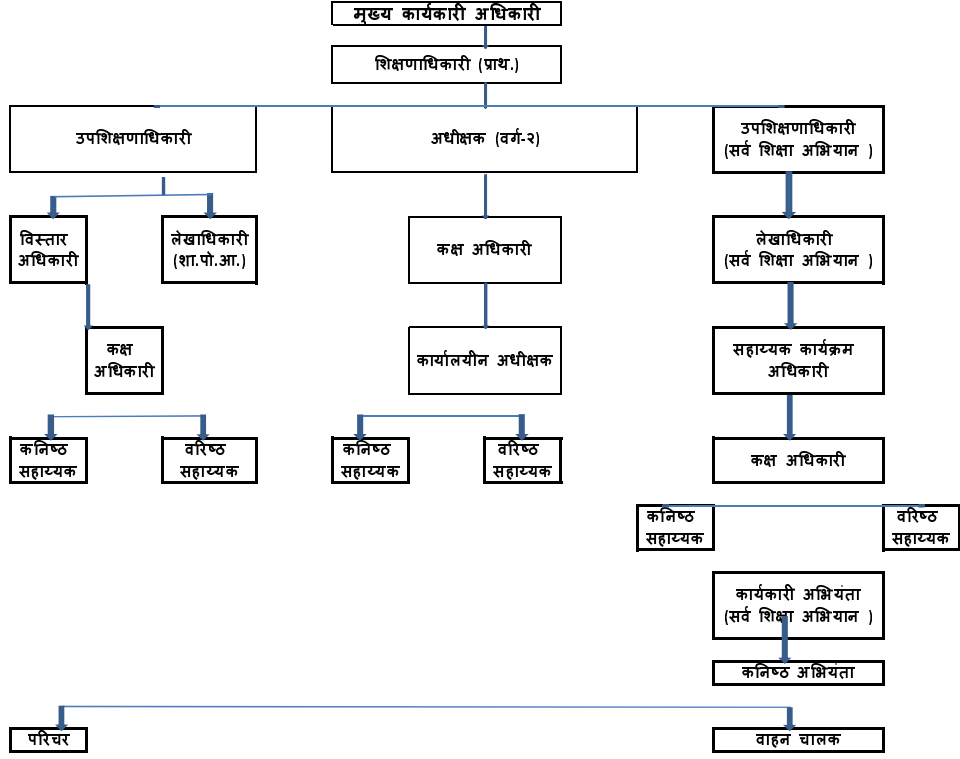 मुख्य कार्यकारी अधिकारी
शिक्षणाधिकारी (प्राथ.)
उपशिक्षणाधिकारी
अधीक्षक (वर्ग-२)
उपशिक्षणाधिकारी
(सर्व शिक्षा अभियान )
विस्तार
अधिकारी
लेखाधिकारी
(शा.पो.आ.)
कक्ष अधिकारी
लेखाधिकारी
(सर्व शिक्षा अभियान )
कक्ष
अधिकारी
कार्यालयीन अधीक्षक
सहाय्यक कार्यक्रम
अधिकारी
कनिष्ठ
सहाय्यक
वरिष्ठ
सहाय्यक
कनिष्ठ
सहाय्यक
वरिष्ठ
सहाय्यक
कक्ष अधिकारी
कनिष्ठ
सहाय्यक
वरिष्ठ
सहाय्यक
कार्यकारी अभियंता
(सर्व शिक्षा अभियान )
कनिष्ठ अभियंता
परिचर
वाहन चालक